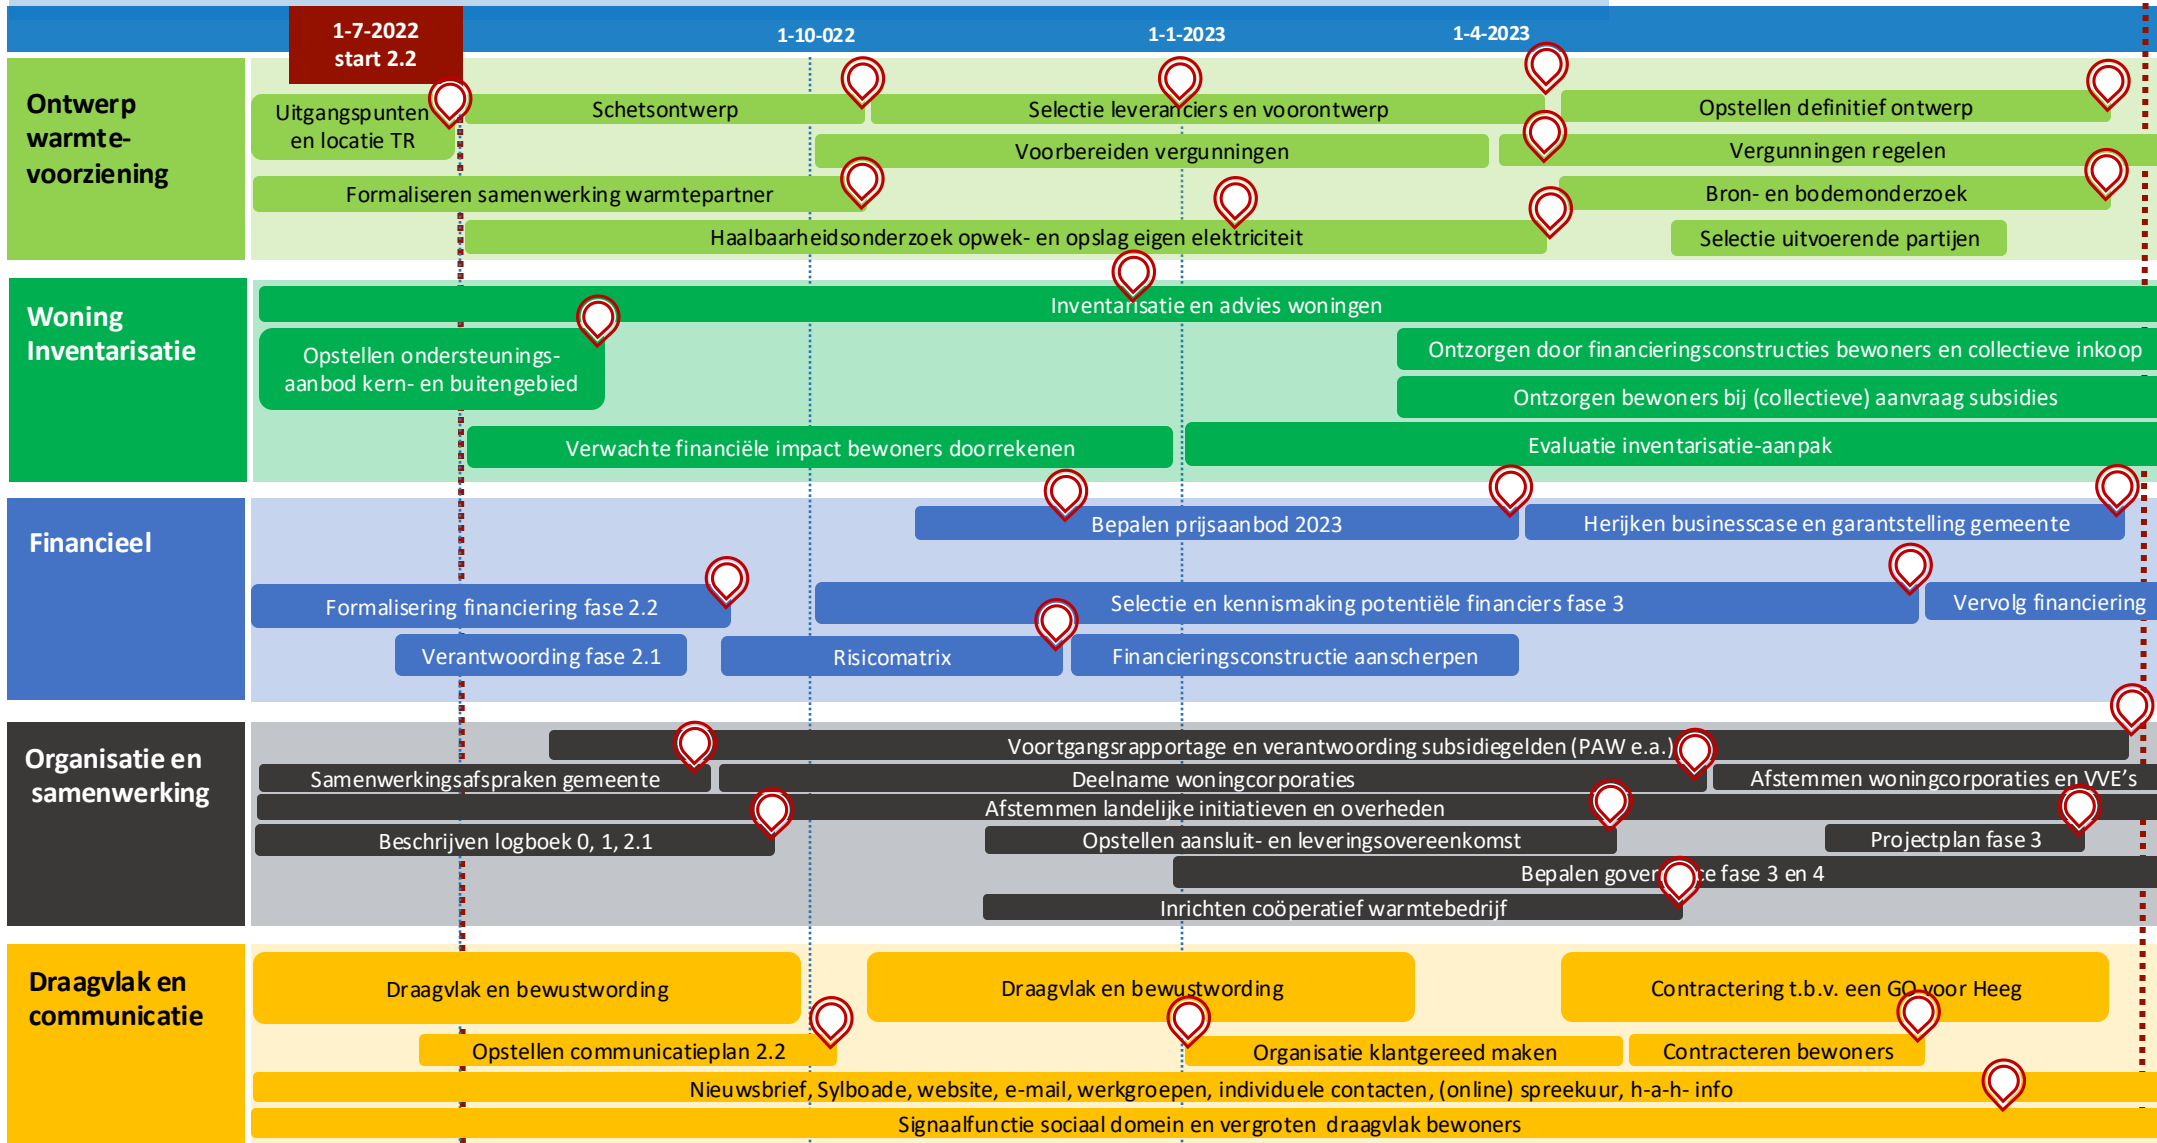 1-7-2022
start 2.2
1-10-022
1-1-2023
1-4-2023
Ontwerp
warmte-
voorziening
Uitgangspunten
en locatie TR
Schetsontwerp
Selectie leveranciers en voorontwerp
Opstellen definitief ontwerp
Voorbereiden vergunningen
Vergunningen regelen
Formaliseren samenwerking warmtepartner
Bron- en bodemonderzoek
Haalbaarheidsonderzoek opwek- en opslag eigen elektriciteit
Selectie uitvoerende partijen
Woning
Inventarisatie
Inventarisatie en advies woningen
Opstellen ondersteunings-
aanbod kern- en buitengebied
Ontzorgen door financieringsconstructies bewoners en collectieve inkoop
Ontzorgen bewoners bij (collectieve) aanvraag subsidies
Verwachte financiële impact bewoners doorrekenen
Evaluatie inventarisatie-aanpak
Financieel
Bepalen prijsaanbod 2023
Herijken businesscase en garantstelling gemeente
Formalisering financiering fase 2.2
Selectie en kennismaking potentiële financiers fase 3
Vervolg financiering
Verantwoording fase 2.1
Risicomatrix
Financieringsconstructie aanscherpen
Organisatie en
samenwerking
Voortgangsrapportage en verantwoording subsidiegelden (PAW e.a.)
Samenwerkingsafspraken gemeente
Deelname woningcorporaties
Afstemmen woningcorporaties en VVE's
Afstemmen landelijke initiatieven en overheden
Beschrijven logboek 0, 1, 2.1
Opstellen aansluit- en leveringsovereenkomst
Projectplan fase 3
Bepalen governance fase 3 en 4
Inrichten coöperatief warmtebedrijf
Draagvlak en
communicatie
Draagvlak en bewustwording
Draagvlak en bewustwording
Contractering t.b.v. een GO voor Heeg
Opstellen communicatieplan 2.2
Organisatie klantgereed maken
Contracteren bewoners
Nieuwsbrief, Sylboade, website, e-mail, werkgroepen, individuele contacten, (online) spreekuur, h-a-h- info
Signaalfunctie sociaal domein en vergroten draagvlak bewoners